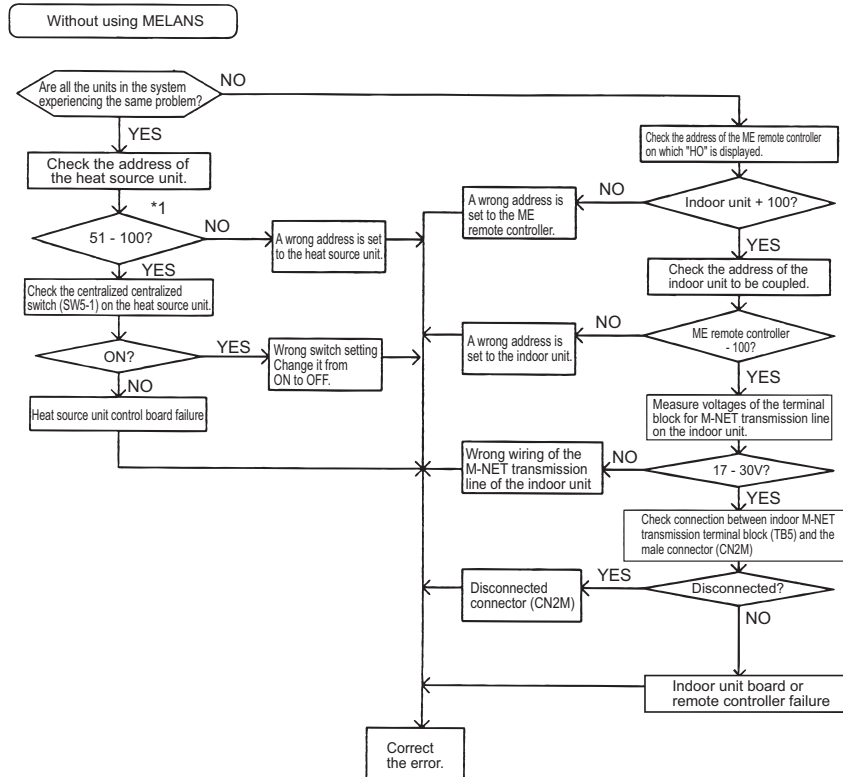 Without using MELANS
Are all the units in the system
experiencing the same problem?
NO
YES
Check the address of
the heat source unit.
*1
51 - 100?
NO
A wrong address is set
to the heat source unit.
YES
Check the centralized centralized
switch (SW5-1) on the heat source unit.
ON?
YES
Wrong switch setting
Change it from
ON to OFF.
NO
Heat source unit control board failure
Check the address of the ME remote controller
on which "HO" is displayed.
Indoor unit + 100?
NO
A wrong address is
set to the ME
remote controller.
YES
Check the address of the
indoor unit to be coupled.
ME remote controller
- 100?
NO
A wrong address is
set to the indoor unit.
YES
Measure voltages of the terminal
block for M-NET transmission line
on the indoor unit.
17 - 30V?
NO
Wrong wiring of the
M-NET transmission
line of the indoor unit
YES
Check connection between indoor M-NET
transmission terminal block (TB5) and the
male connector (CN2M)
Disconnected?
YES
Disconnected
connector (CN2M)
NO
Indoor unit board or
remote controller failure
Correct
the error.